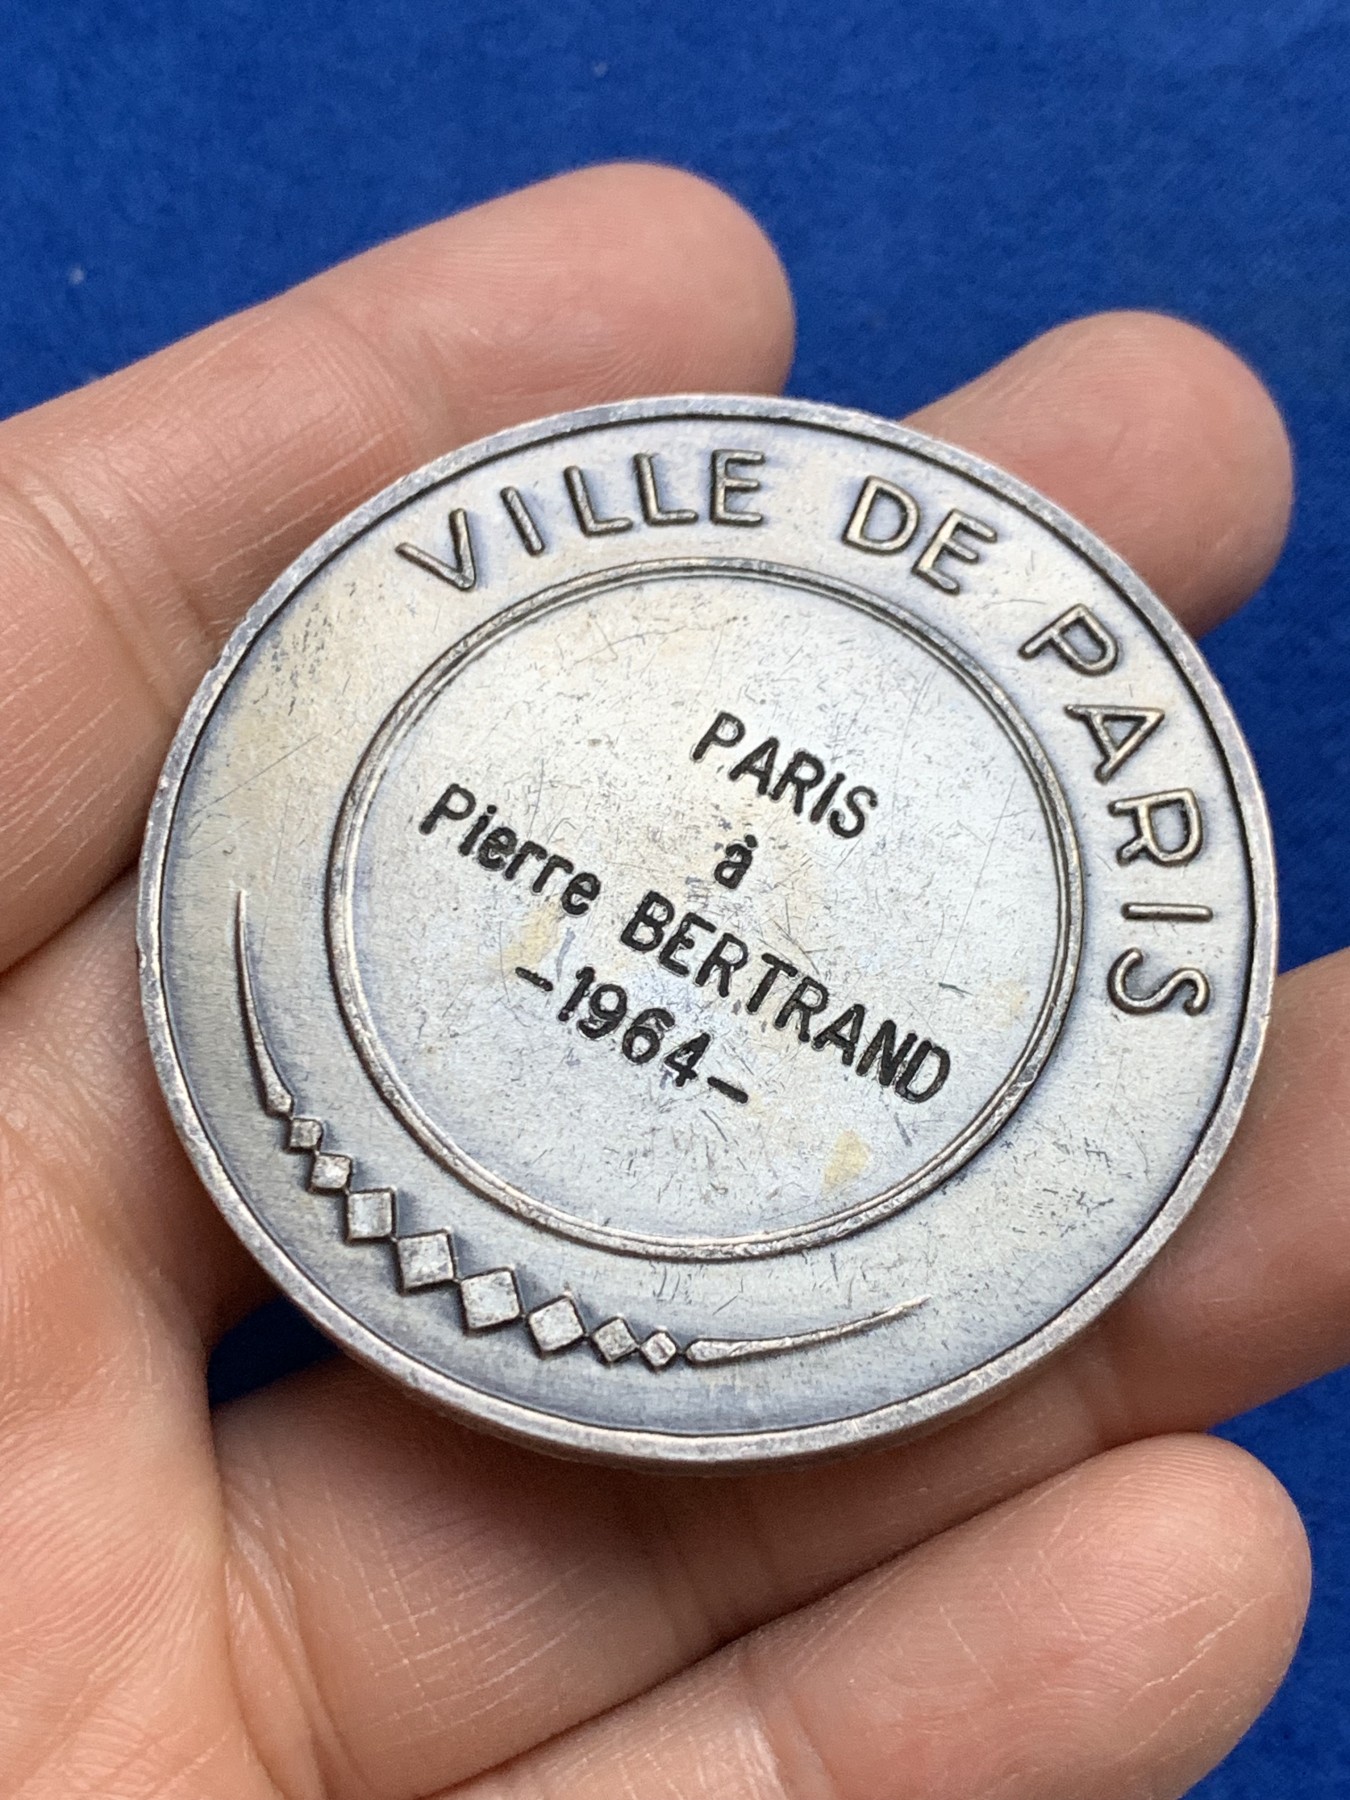 VILLE DE PARIS
PARIS
à
Pierre BERTRAND
-1964-